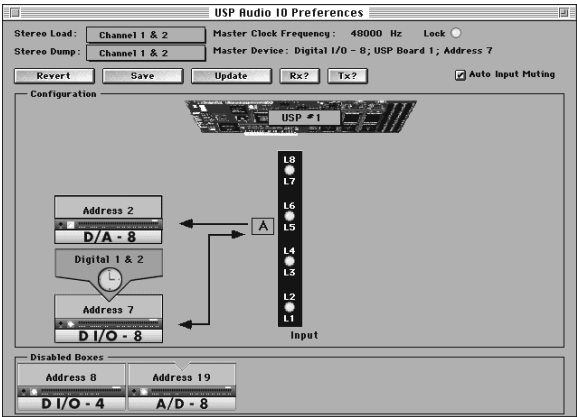 USP Audio IO Preferences
Stereo Load: Channel 1 & 2 Master Clock Frequency: 48000 Hz Lock
Stereo Dump: Channel 1 & 2 Master Device: Digital I/O - 8; USP Board 1; Address 7
Revert Save Update Rx? Tx? Auto Input Muting
Configuration
USP #1
L8
L7
Address 2
L6
A
L5
D/A - 8
Digital 1 & 2
L4
L3
Address 7
L2
L1
D I/O - 8
Input
Disabled Boxes
Address 8 Address 19
D I/O - 4 A/D - 8